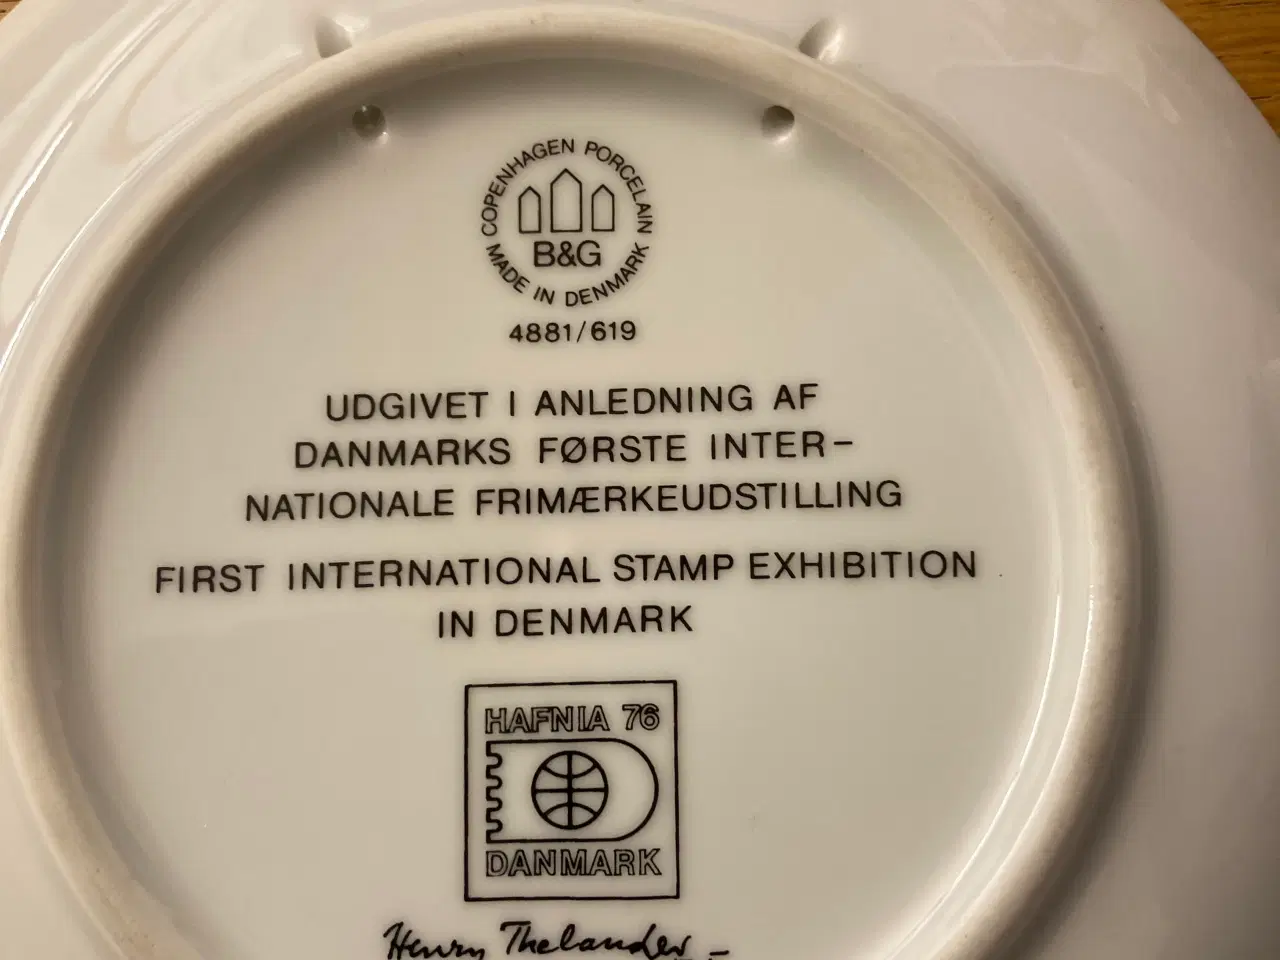 COPENHAGEN PORCELAIN
B&G
MADE IN DENMARK
4881/619
UDGIVET I ANLEDNING AF
DANMARKS FØRSTE INTER-
NATIONALE FRIMÆRKEUDSTILLING
FIRST INTERNATIONAL STAMP EXHIBITION
IN DENMARK
HAFNIA 76
DANMARK
Henry Thelander